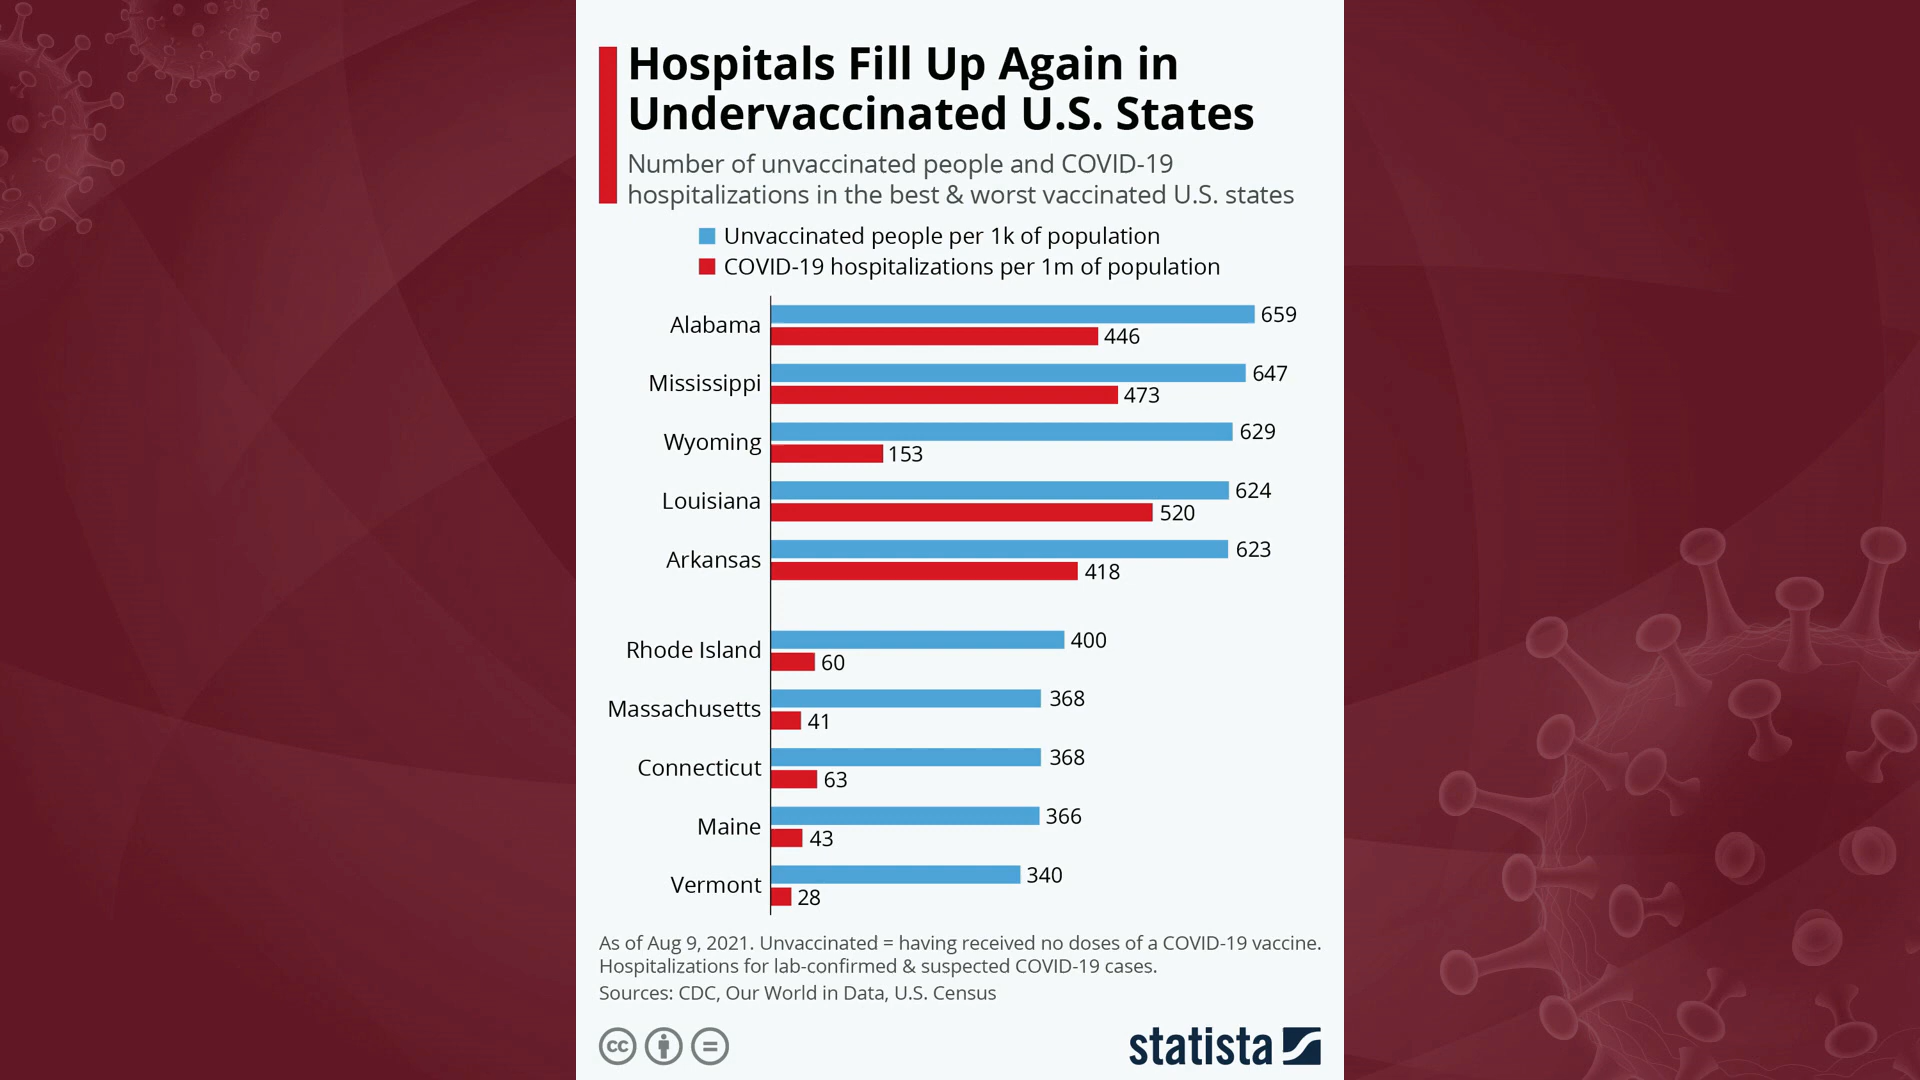 Hospitals Fill Up Again in
Undervaccinated U.S. States
Number of unvaccinated people and COVID-19
hospitalizations in the best & worst vaccinated U.S. states
Unvaccinated people per 1k of population
COVID-19 hospitalizations per 1m of population
Alabama 659
446
Mississippi 647
473
Wyoming 629
153
Louisiana 624
520
Arkansas 623
418
Rhode Island 400
60
Massachusetts 368
41
Connecticut 368
63
Maine 366
43
Vermont 340
28
As of Aug 9, 2021. Unvaccinated = having received no doses of a COVID-19 vaccine.
Hospitalizations for lab-confirmed & suspected COVID-19 cases.
Sources: CDC, Our World in Data, U.S. Census
cc = statista